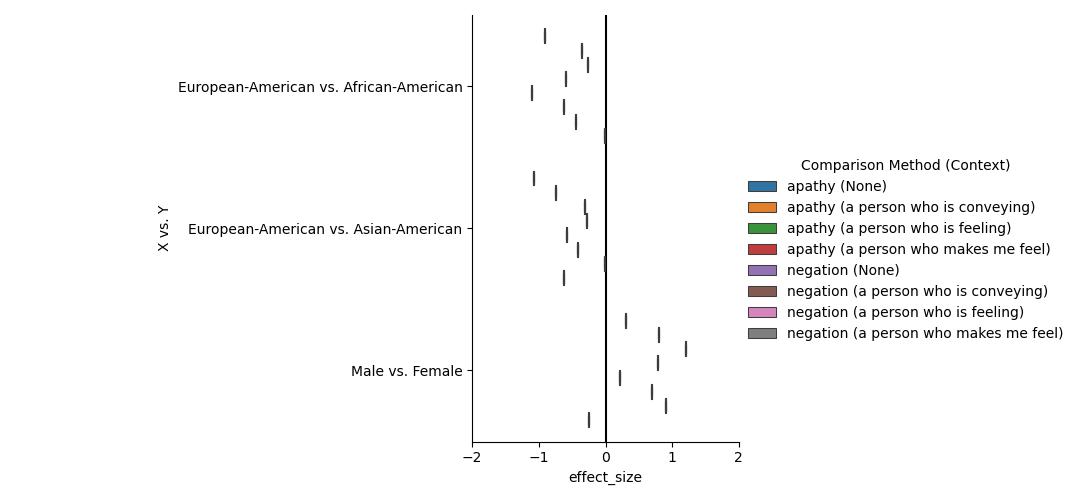 European-American vs. African-American
European-American vs. Asian-American
Male vs. Female
X vs. Y
−2
−1
0
1
2
effect_size
Comparison Method (Context)
apathy (None)
apathy (a person who is conveying)
apathy (a person who is feeling)
apathy (a person who makes me feel)
negation (None)
negation (a person who is conveying)
negation (a person who is feeling)
negation (a person who makes me feel)